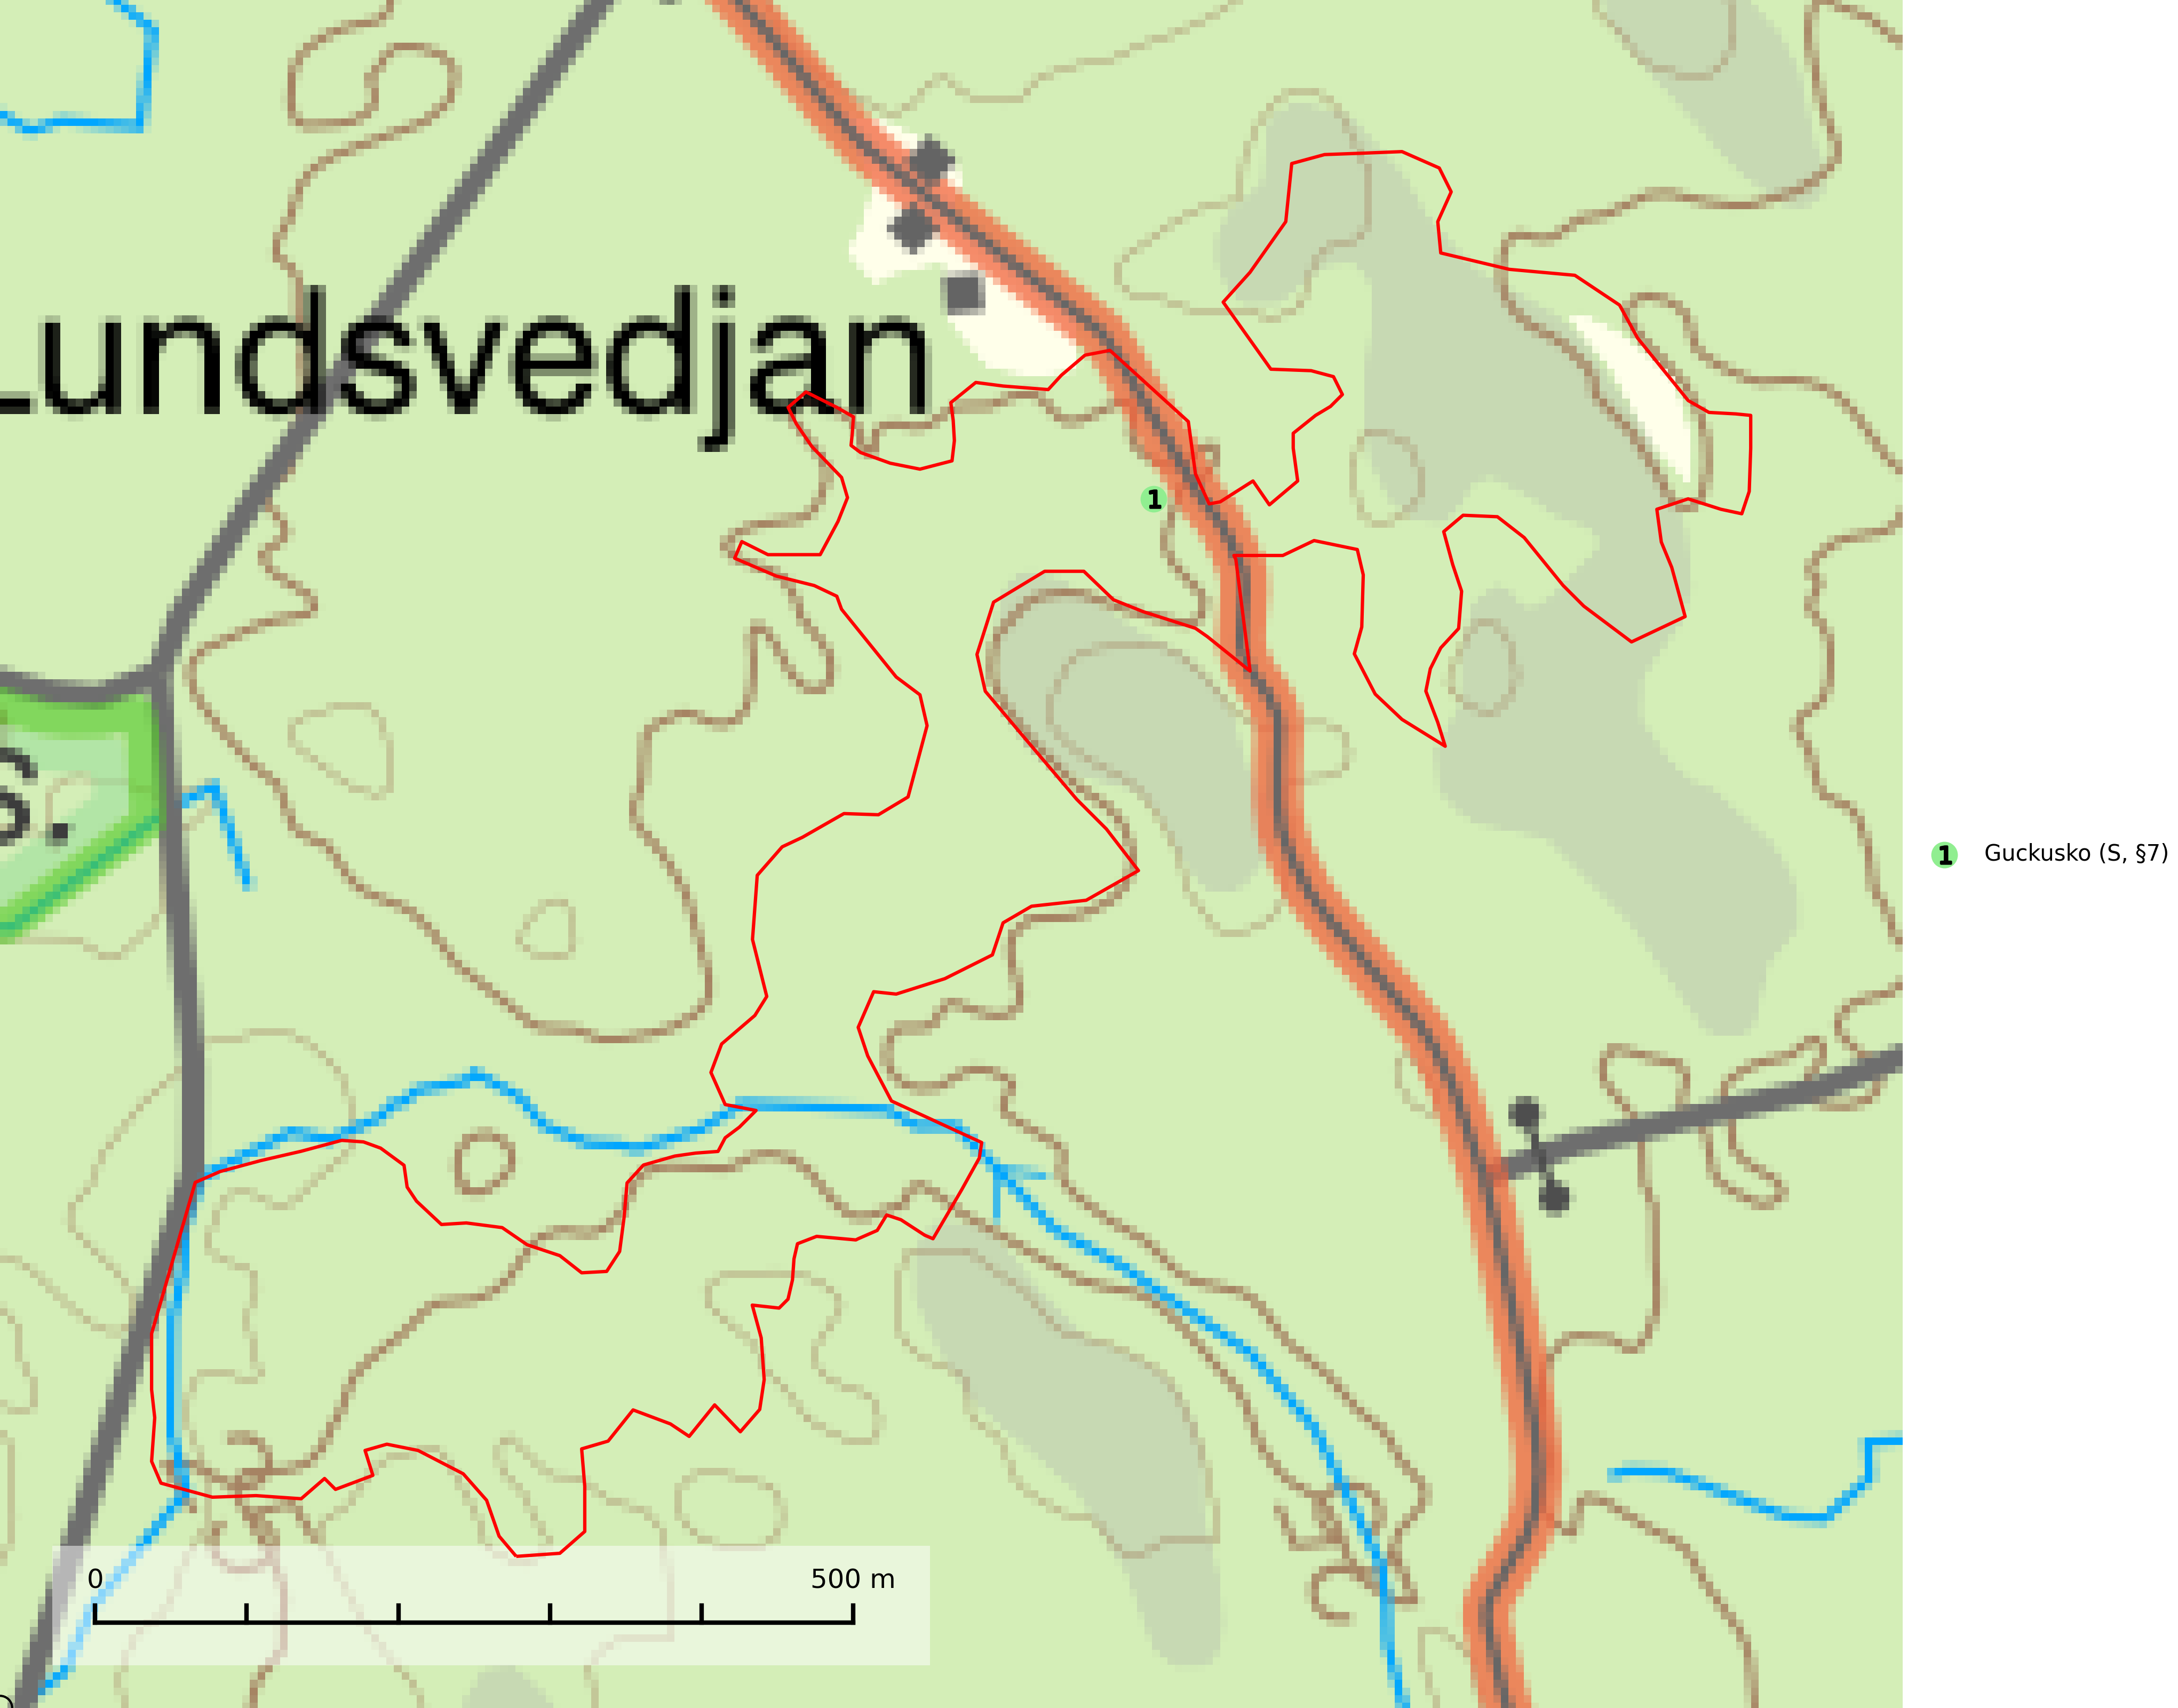 Lundsvedjan
1
s.
1 Guckusko (S, §7)
0 500 m